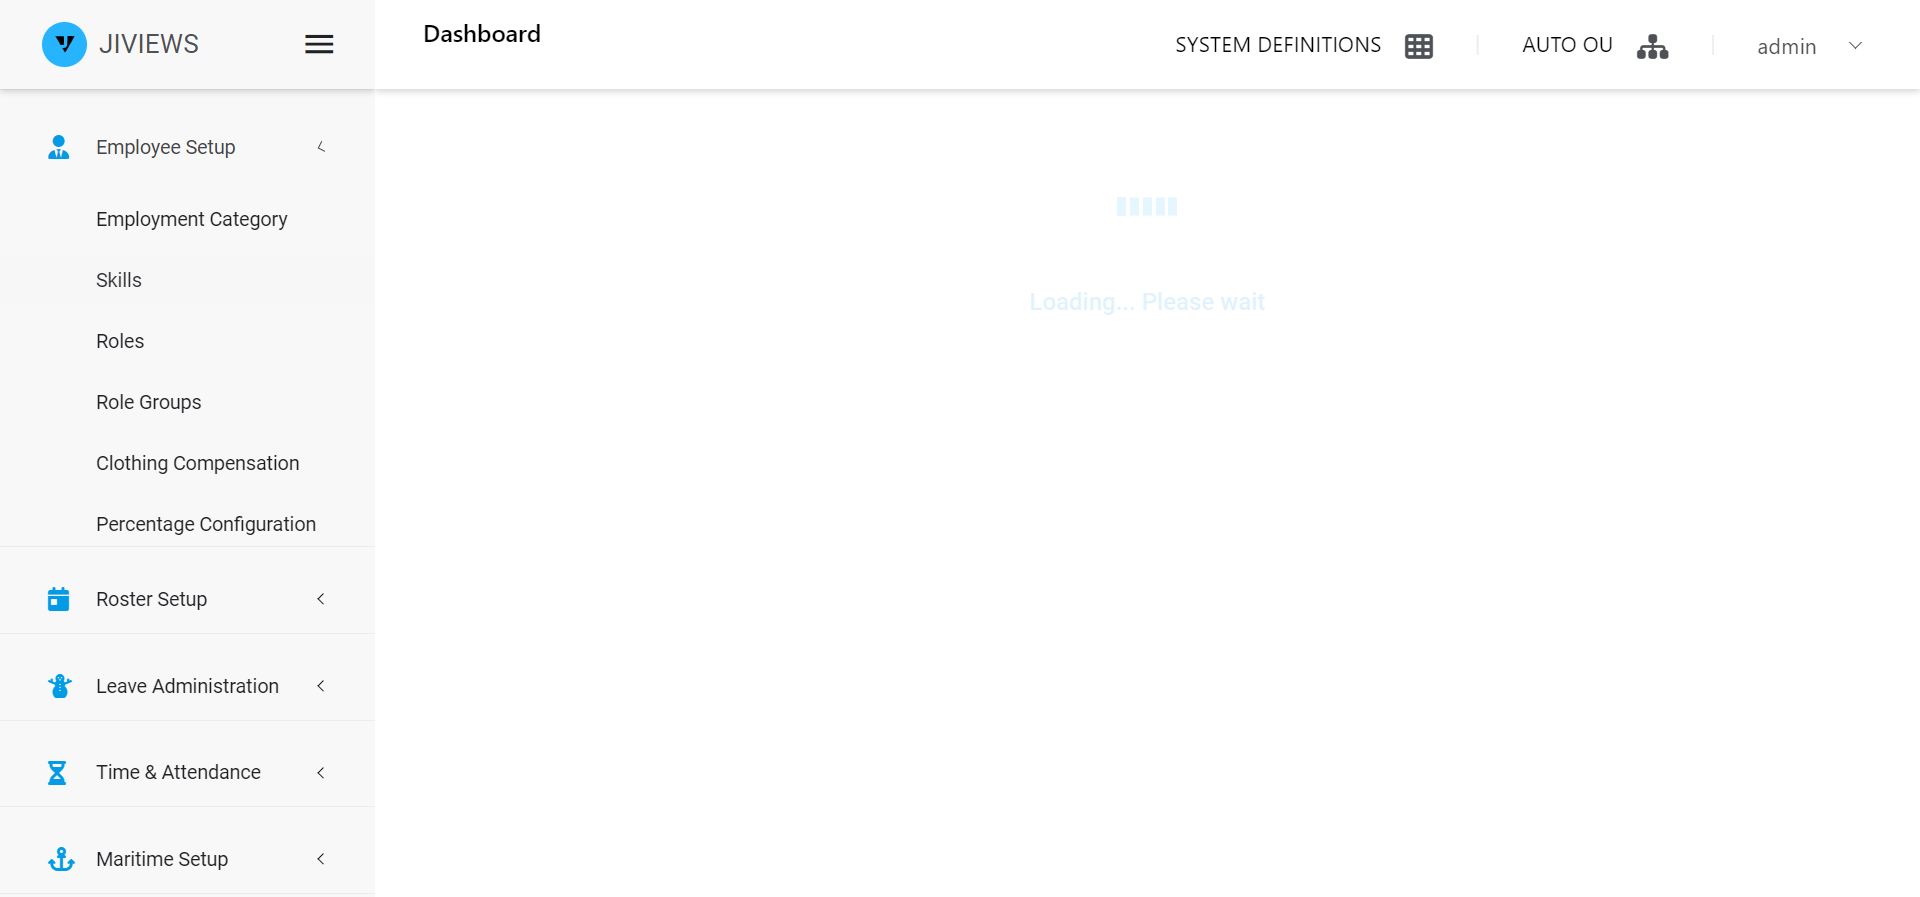 JIVIEWS
Dashboard
SYSTEM DEFINITIONS
AUTO OU
admin
Employee Setup
Employment Category
Skills
Roles
Role Groups
Clothing Compensation
Percentage Configuration
Roster Setup
Leave Administration
Time & Attendance
Maritime Setup
Loading... Please wait